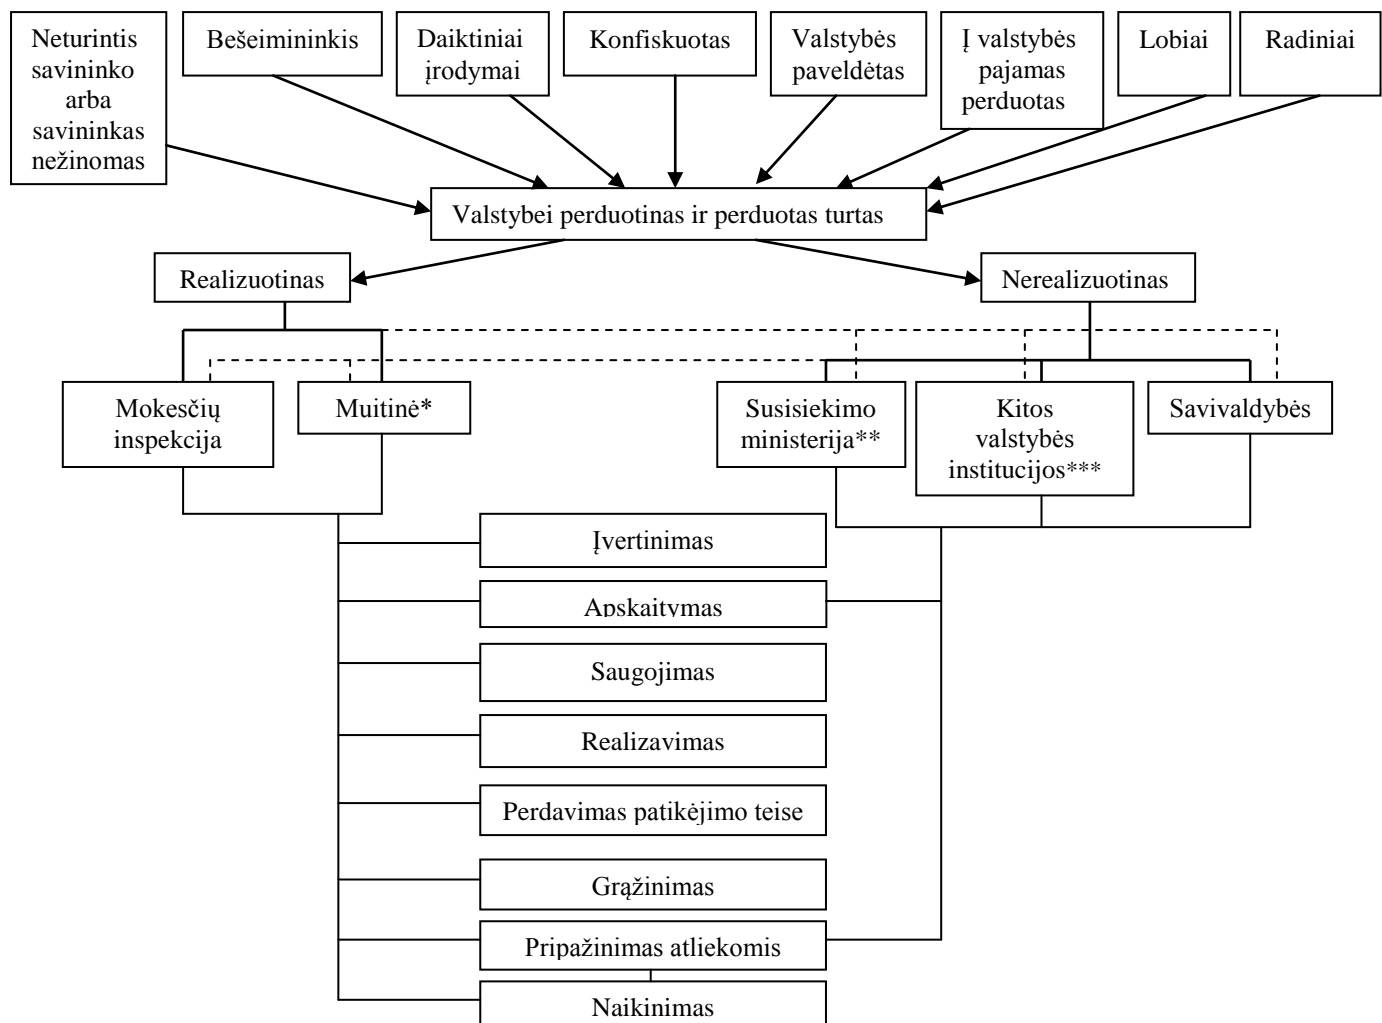 Neturintis
savininko
arba
savininkas
nežinomas
Bešeimininkis
Daiktiniai
įrodymai
Konfiskuotas
Valstybės
paveldėtas
Į valstybės
pajamas
perduotas
Lobiai
Radiniai
Valstybei perduotinas ir perduotas turtas
Realizuotinas
Nerealizuotinas
Mokesčių
inspekcija
Muitinė*
Susisiekimo
ministerija**
Kitos
valstybės
institucijos***
Savivaldybės
Įvertinimas
Apskaitymas
Saugojimas
Realizavimas
Perdavimas patikėjimo teise
Grąžinimas
Pripažinimas atliekomis
Naikinimas